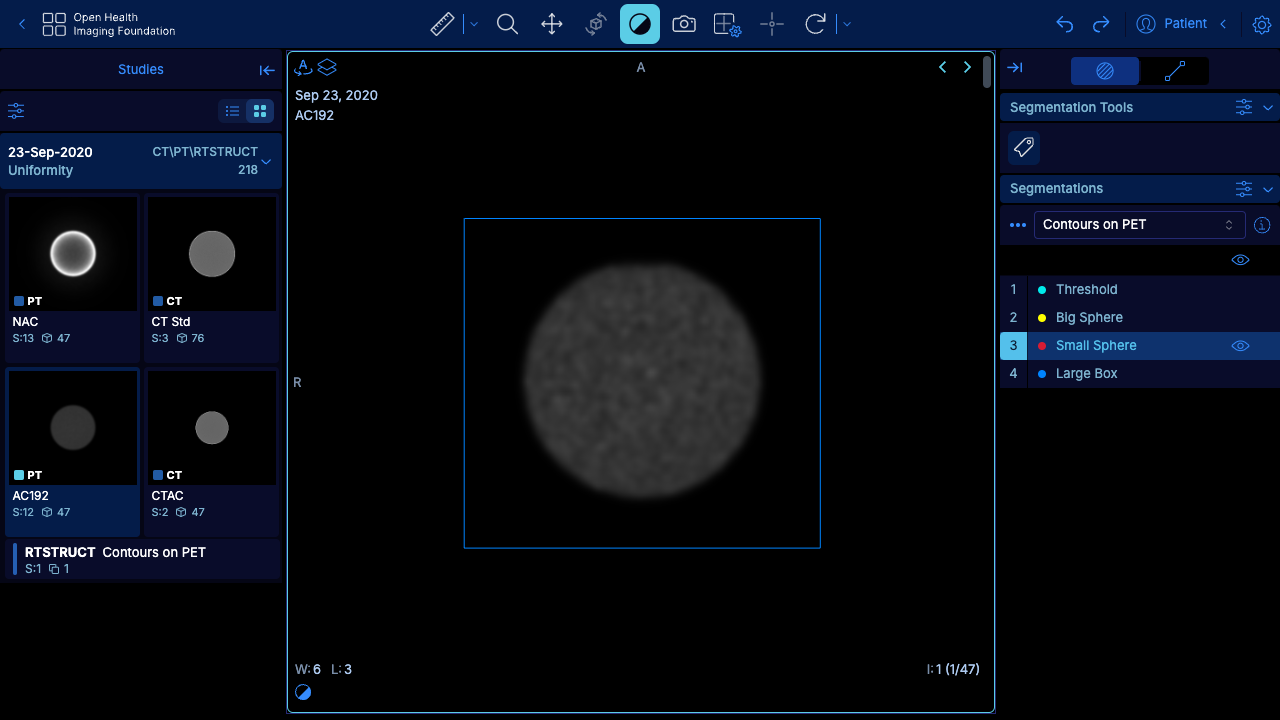 Open Health
Imaging Foundation
Patient
Studies
23-Sep-2020
CT\PT\RTSTRUCT
Uniformity
218
PT
NAC
S:13 47
CT
CT Std
S:3 76
PT
AC192
S:12 47
CT
CTAC
S:2 47
RTSTRUCT Contours on PET
S:1 1
A
A
Sep 23, 2020
AC192
R
W: 6 L: 3
I: 1 (1/47)
Segmentation Tools
Segmentations
Contours on PET
1 Threshold
2 Big Sphere
3 Small Sphere
4 Large Box